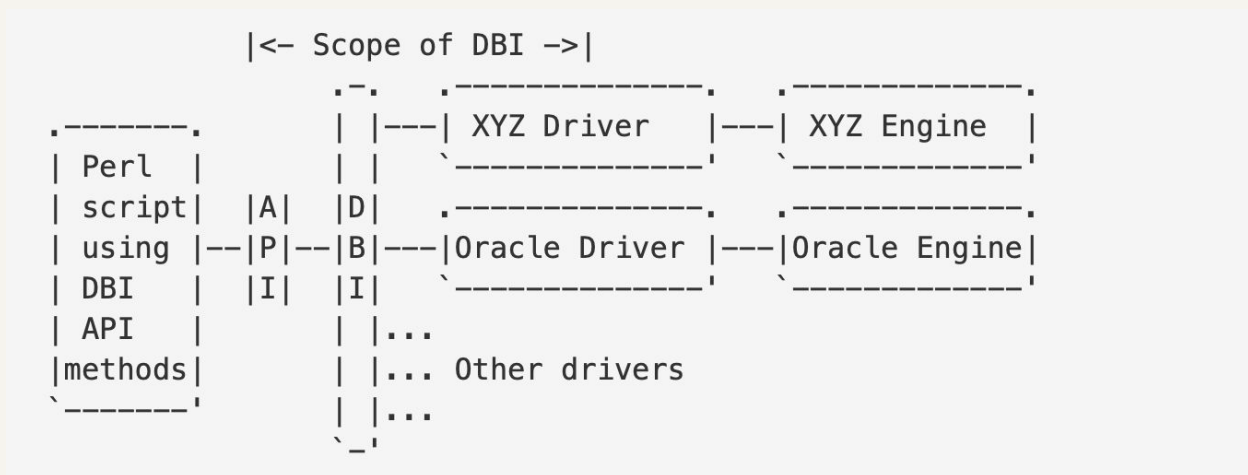 |<- Scope of DBI ->|
                  .-.   .--------------.   .-------------.
  .-------.       | |---| XYZ Driver   |---| XYZ Engine  |
  | Perl  |       | |   `--------------'   `-------------'
  | script|  |A|  |D|   .--------------.   .-------------.
  | using |--|P|--|B|---|Oracle Driver |---|Oracle Engine|
  | DBI   |  |I|  |I|   `--------------'   `-------------'
  | API   |       | |...
  |methods|       | |... Other drivers
  `-------'       | |...
                  `-'